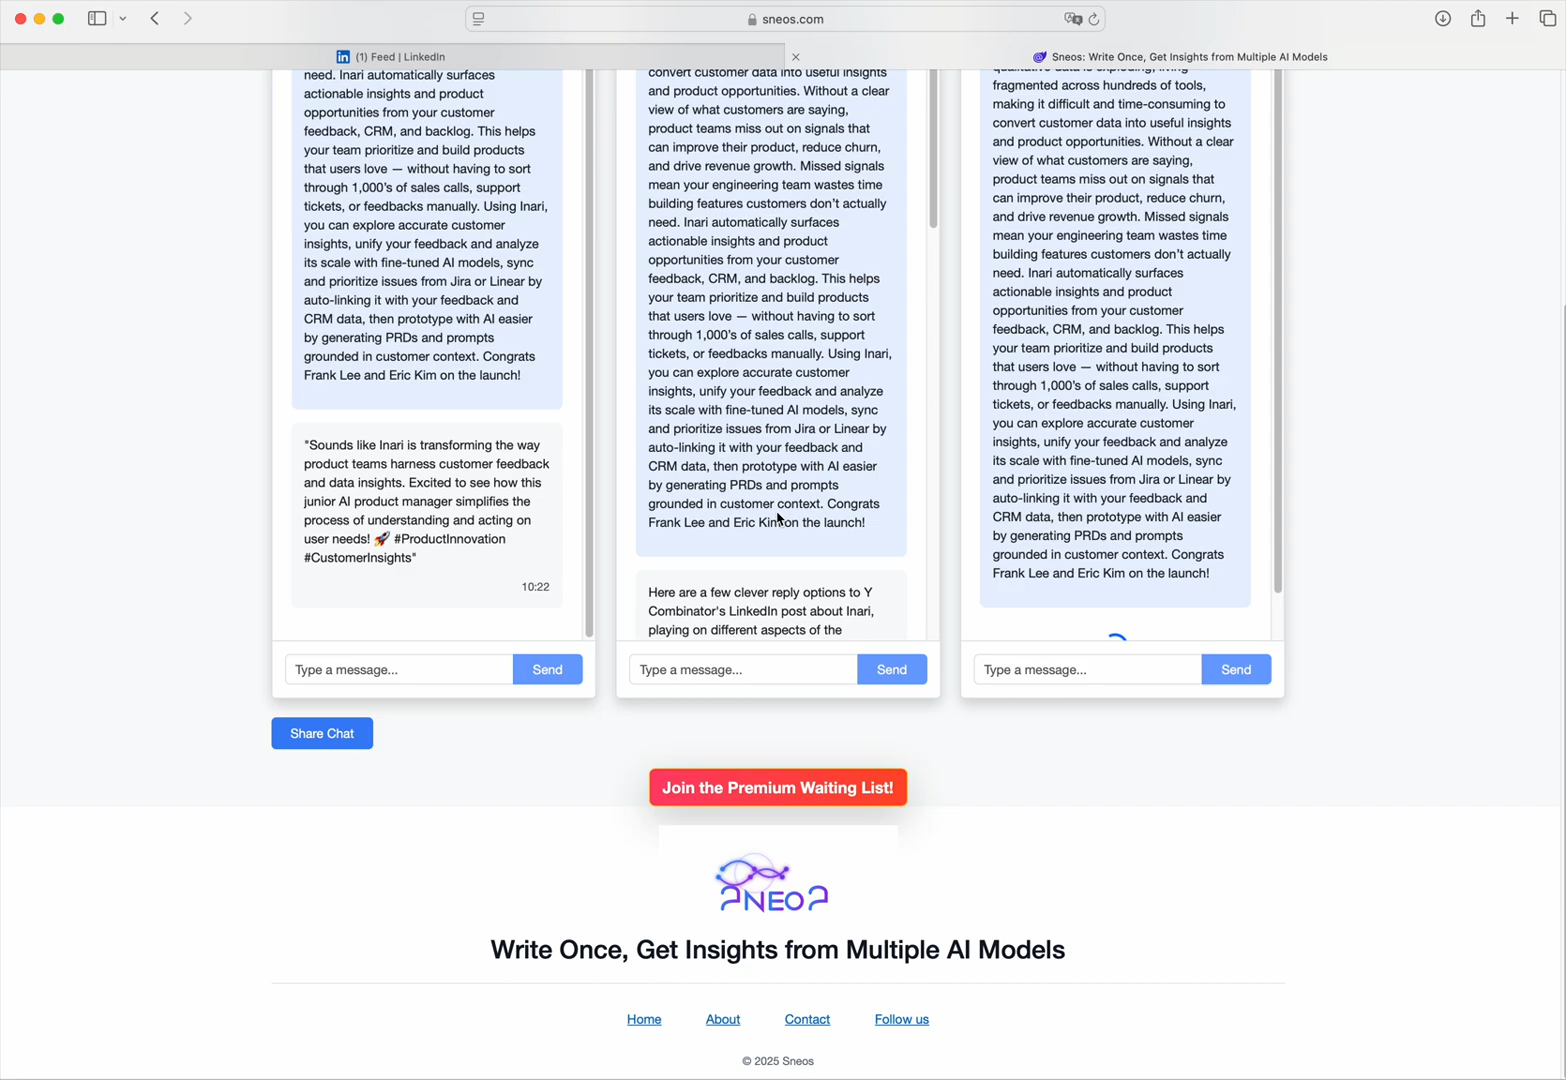 sneos.com
(1) Feed | LinkedIn
Sneos: Write Once, Get Insights from Multiple AI Models
need. Inari automatically surfaces
actionable insights and product
opportunities from your customer
feedback, CRM, and backlog. This helps
your team prioritize and build products
that users love — without having to sort
through 1,000's of sales calls, support
tickets, or feedbacks manually. Using Inari,
you can explore accurate customer
insights, unify your feedback and analyze
its scale with fine-tuned AI models, sync
and prioritize issues from Jira or Linear by
auto-linking it with your feedback and
CRM data, then prototype with AI easier
by generating PRDs and prompts
grounded in customer context. Congrats
Frank Lee and Eric Kim on the launch!
"Sounds like Inari is transforming the way
product teams harness customer feedback
and data insights. Excited to see how this
junior AI product manager simplifies the
process of understanding and acting on
user needs! 🚀 #ProductInnovation
#CustomerInsights"
10:22
Type a message...
Send
convert customer data into useful insights
and product opportunities. Without a clear
view of what customers are saying,
product teams miss out on signals that
can improve their product, reduce churn,
and drive revenue growth. Missed signals
mean your engineering team wastes time
building features customers don't actually
need. Inari automatically surfaces
actionable insights and product
opportunities from your customer
feedback, CRM, and backlog. This helps
your team prioritize and build products
that users love — without having to sort
through 1,000's of sales calls, support
tickets, or feedbacks manually. Using Inari,
you can explore accurate customer
insights, unify your feedback and analyze
its scale with fine-tuned AI models, sync
and prioritize issues from Jira or Linear by
auto-linking it with your feedback and
CRM data, then prototype with AI easier
by generating PRDs and prompts
grounded in customer context. Congrats
Frank Lee and Eric Kim on the launch!
Here are a few clever reply options to Y
Combinator's LinkedIn post about Inari,
playing on different aspects of the
Type a message...
Send
qualitative data is exploding, living
fragmented across hundreds of tools,
making it difficult and time-consuming to
convert customer data into useful insights
and product opportunities. Without a clear
view of what customers are saying,
product teams miss out on signals that
can improve their product, reduce churn,
and drive revenue growth. Missed signals
mean your engineering team wastes time
building features customers don't actually
need. Inari automatically surfaces
actionable insights and product
opportunities from your customer
feedback, CRM, and backlog. This helps
your team prioritize and build products
that users love — without having to sort
through 1,000's of sales calls, support
tickets, or feedbacks manually. Using Inari,
you can explore accurate customer
insights, unify your feedback and analyze
its scale with fine-tuned AI models, sync
and prioritize issues from Jira or Linear by
auto-linking it with your feedback and
CRM data, then prototype with AI easier
by generating PRDs and prompts
grounded in customer context. Congrats
Frank Lee and Eric Kim on the launch!
Type a message...
Send
Share Chat
Join the Premium Waiting List!
SNEOS
Write Once, Get Insights from Multiple AI Models
Home
About
Contact
Follow us
© 2025 Sneos